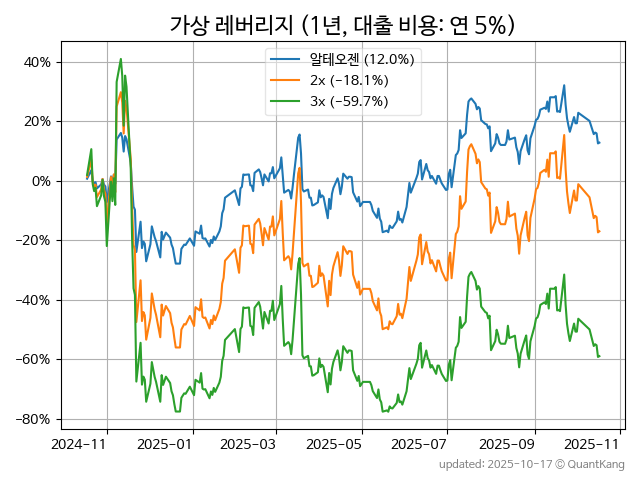 가상 레버리지 (1년, 대출 비용: 연 5%)
알테오젠 (12.0%)
2x (−18.1%)
3x (−59.7%)
40%
20%
0%
−20%
−40%
−60%
−80%
2024-11 2025-01 2025-03 2025-05 2025-07 2025-09 2025-11
updated: 2025-10-17 © QuantKang